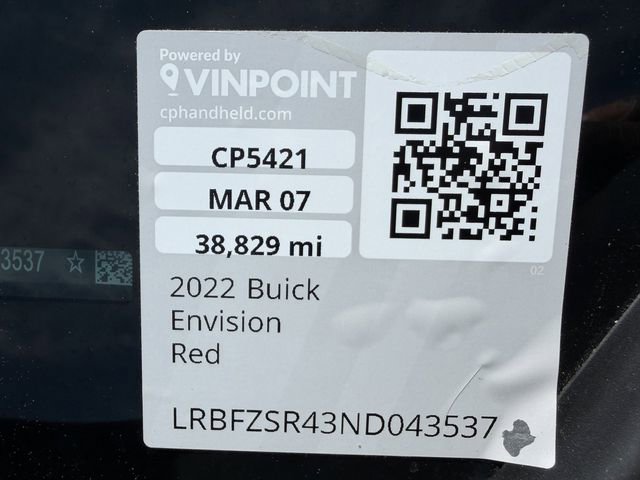 Powered by
VINPOINT
cphandheld.com
CP5421
MAR 07
38,829 mi
02
3537 ☆
2022 Buick
Envision
Red
LRBFZSR43ND043537